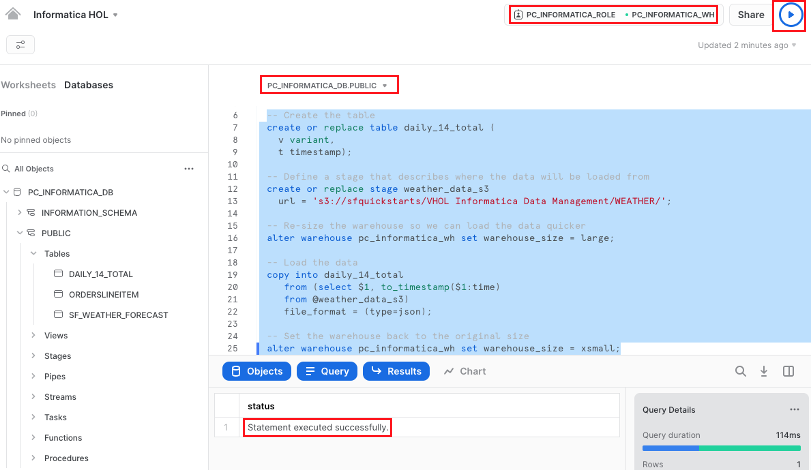 Informatica HOL
PC_INFORMATICA_ROLE
PC_INFORMATICA_WH
Share
Updated 2 minutes ago
Worksheets
Databases
Pinned (0)
No pinned objects
All Objects
PC_INFORMATICA_DB
INFORMATION_SCHEMA
PUBLIC
Tables
DAILY_14_TOTAL
ORDERSLINEITEM
SF_WEATHER_FORECAST
Views
Stages
Pipes
Streams
Tasks
Functions
Procedures
PC_INFORMATICA_DB.PUBLIC
6 -- Create the table
7 create or replace table daily_14_total (
8 v variant,
9 t timestamp);
10
11 -- Define a stage that describes where the data will be loaded from
12 create or replace stage weather_data_s3
13 url = 's3://sfquickstarts/VHOL Informatica Data Management/WEATHER/';
14
15 -- Re-size the warehouse so we can load the data quicker
16 alter warehouse pc_informatica_wh set warehouse_size = large;
17
18 -- Load the data
19 copy into daily_14_total
20 from (select $1, to_timestamp($1:time)
21 from @weather_data_s3)
22 file_format = (type=json);
23
24 -- Set the warehouse back to the original size
25 alter warehouse pc_informatica_wh set warehouse_size = xsmall;
Objects
Query
Results
Chart
status
1 Statement executed successfully.
Query Details
Query duration 114ms
Rows 1